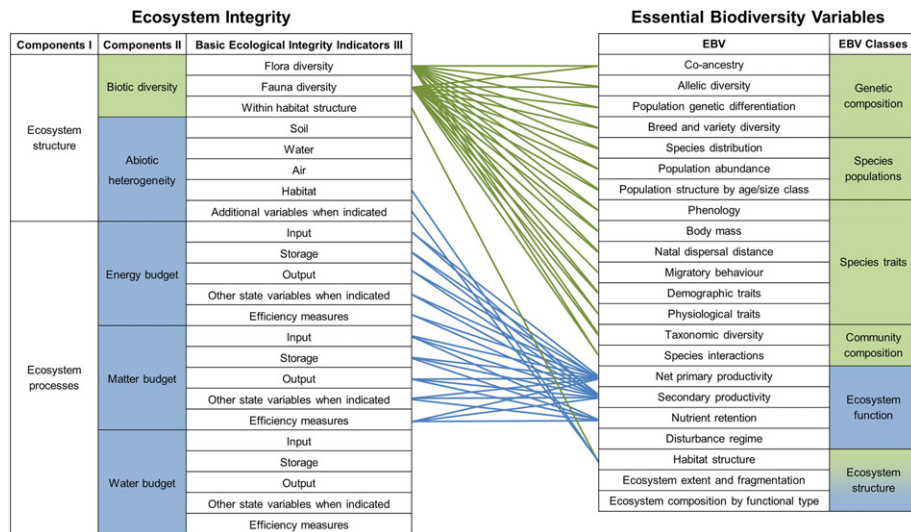 Ecosystem Integrity
Components I Components II Basic Ecological Integrity Indicators III
Ecosystem
structure
Biotic diversity
Flora diversity
Fauna diversity
Within habitat structure
Abiotic
heterogeneity
Soil
Water
Air
Habitat
Additional variables when indicated
Ecosystem
processes
Energy budget
Input
Storage
Output
Other state variables when indicated
Efficiency measures
Matter budget
Input
Storage
Output
Other state variables when indicated
Efficiency measures
Water budget
Input
Storage
Output
Other state variables when indicated
Efficiency measures
Essential Biodiversity Variables
EBV EBV Classes
Co-ancestry
Allelic diversity
Population genetic differentiation
Breed and variety diversity
Genetic
composition
Species distribution
Population abundance
Population structure by age/size class
Species
populations
Phenology
Body mass
Natal dispersal distance
Migratory behaviour
Demographic traits
Physiological traits
Species traits
Taxonomic diversity
Species interactions
Community
composition
Net primary productivity
Secondary productivity
Nutrient retention
Disturbance regime
Ecosystem
function
Habitat structure
Ecosystem extent and fragmentation
Ecosystem composition by functional type
Ecosystem
structure